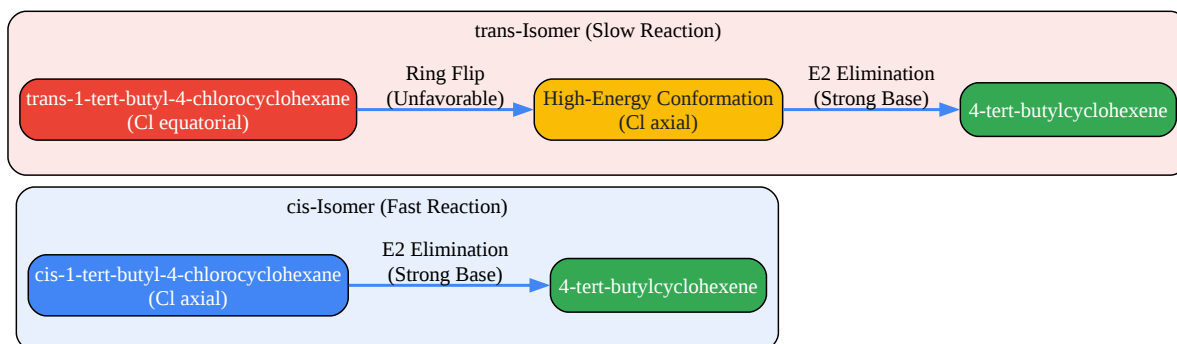 trans-Isomer (Slow Reaction)
trans-1-tert-butyl-4-chlorocyclohexane
(Cl equatorial)
Ring Flip
(Unfavorable)
High-Energy Conformation
(Cl axial)
E2 Elimination
(Strong Base)
4-tert-butylcyclohexene
cis-Isomer (Fast Reaction)
cis-1-tert-butyl-4-chlorocyclohexane
(Cl axial)
E2 Elimination
(Strong Base)
4-tert-butylcyclohexene